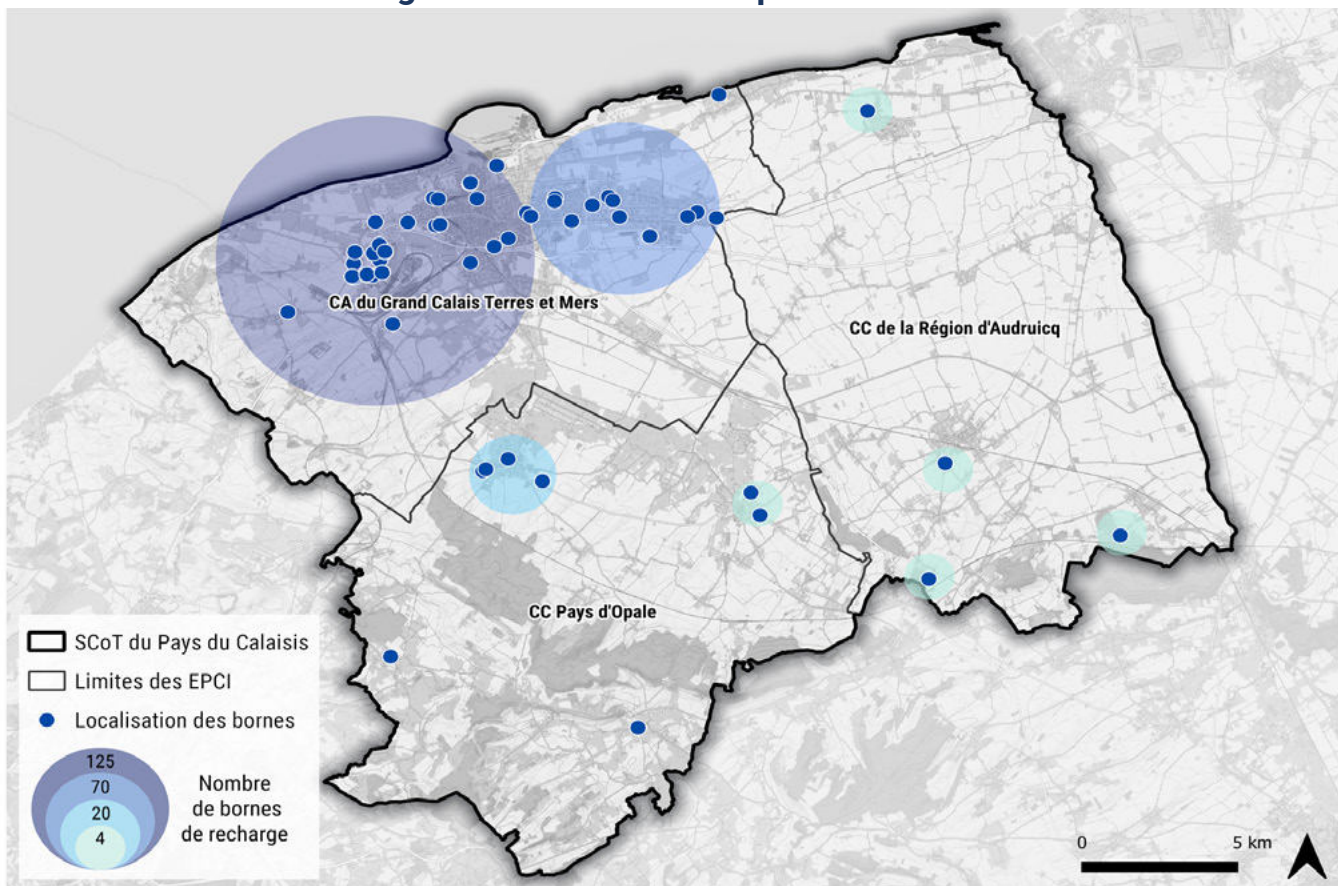 CA du Grand Calais Terres et Mers
CC de la Région d'Audruicq
CC Pays d'Opale
SCoT du Pays du Calaisis
Limites des EPCI
Localisation des bornes
125
70
20
4
Nombre
de bornes
de recharge
0 5 km